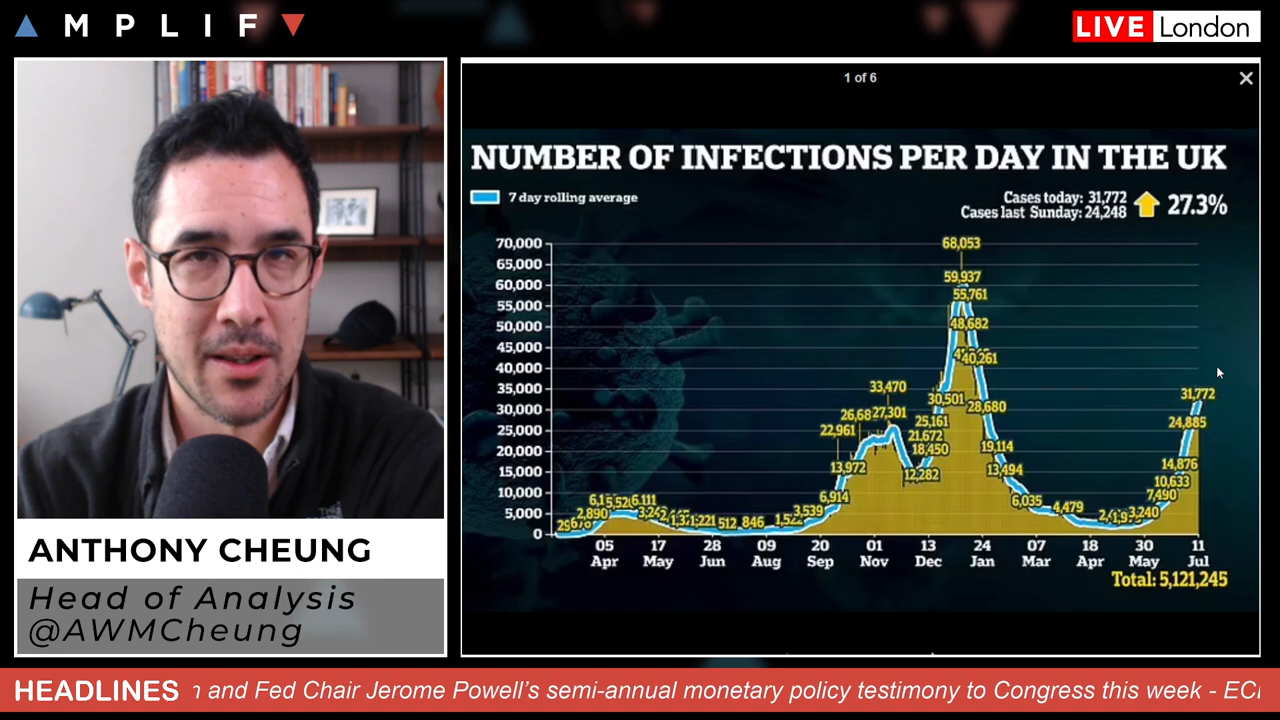 AMPLIFY
LIVE London
1 of 6
NUMBER OF INFECTIONS PER DAY IN THE UK
7 day rolling average
Cases today: 31,772
Cases last Sunday: 24,248
27.3%
70,000
65,000
60,000
55,000
50,000
45,000
40,000
35,000
30,000
25,000
20,000
15,000
10,000
5,000
0
2,890
6,111
512
846
3,539
6,914
13,972
22,961
26,68
27,301
33,470
12,282
18,450
21,672
25,161
30,501
48,682
55,761
59,937
68,053
40,261
28,680
19,114
13,494
6,035
4,479
3,240
7,490
10,633
14,876
24,885
31,772
05 Apr
17 May
28 Jun
09 Aug
20 Sep
01 Nov
13 Dec
24 Jan
07 Mar
18 Apr
30 May
11 Jul
Total: 5,121,245
ANTHONY CHEUNG
Head of Analysis
@AWMCheung
HEADLINES and Fed Chair Jerome Powell's semi-annual monetary policy testimony to Congress this week -